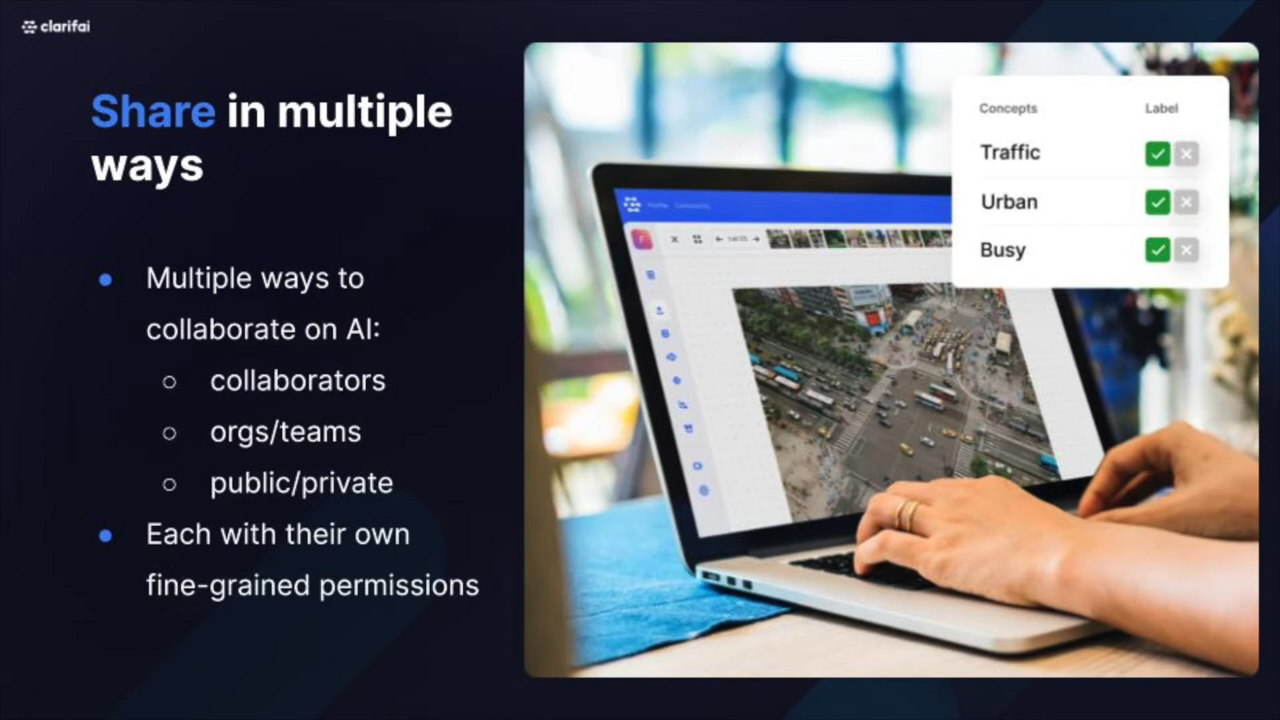 clarifai
Share in multiple
ways
Multiple ways to
collaborate on AI:
collaborators
orgs/teams
public/private
Each with their own
fine-grained permissions
Concepts Label
Traffic
Urban
Busy